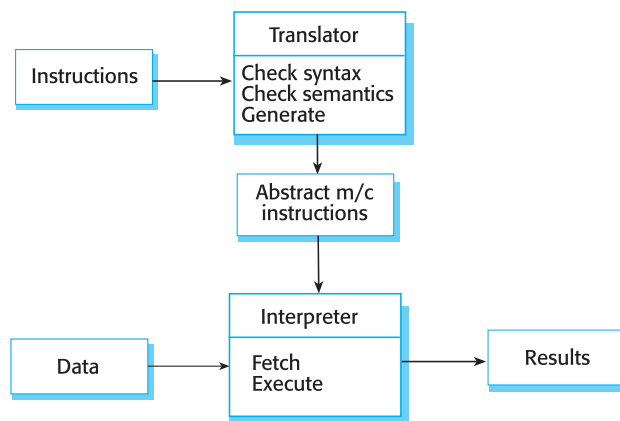 Translator
Instructions
Check syntax
Check semantics
Generate
Abstract m/c
instructions
Interpreter
Data
Fetch
Execute
Results